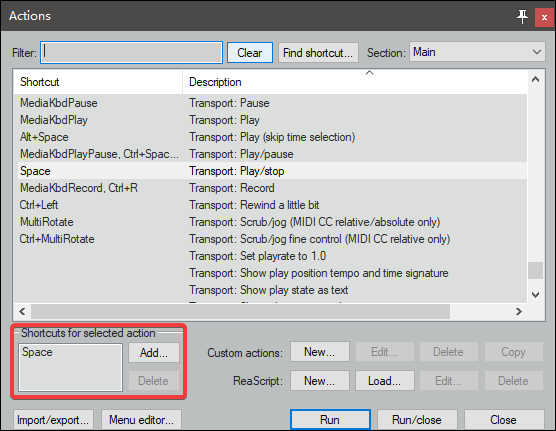 Actions
Filter: Clear Find shortcut... Section: Main
Shortcut Description
MediaKbdPause Transport: Pause
MediaKbdPlay Transport: Play
Alt+Space Transport: Play (skip time selection)
MediaKbdPlayPause, Ctrl+Spac... Transport: Play/pause
Space Transport: Play/stop
MediaKbdRecord, Ctrl+R Transport: Record
Ctrl+Left Transport: Rewind a little bit
MultiRotate Transport: Scrub/jog (MIDI CC relative/absolute only)
Ctrl+MultiRotate Transport: Scrub/jog fine control (MIDI CC relative only)
Transport: Set playrate to 1.0
Transport: Show play position tempo and time signature
Transport: Show play state as text
Shortcuts for selected action
Space Add... Custom actions: New... Edit... Delete Copy
Delete ReaScript: New... Load... Edit... Delete
Import/export... Menu editor... Run Run/close Close